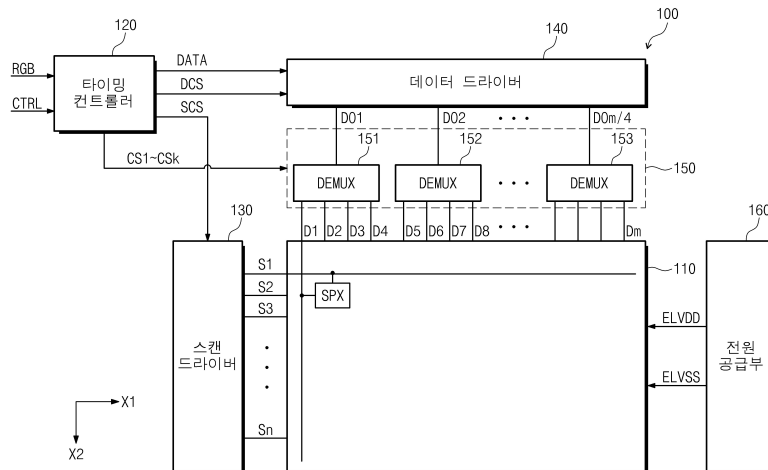 100
120
140
RGB
CTRL
타이밍
컨트롤러
DATA
DCS
SCS
데이터 드라이버
DO1
DO2
DOm/4
CS1~CSk
151
152
153
DEMUX
DEMUX
DEMUX
150
D1
D2
D3
D4
D5
D6
D7
D8
Dm
130
110
160
S1
S2
S3
Sn
SPX
스캔
드라이버
ELVDD
ELVSS
전원
공급부
X1
X2